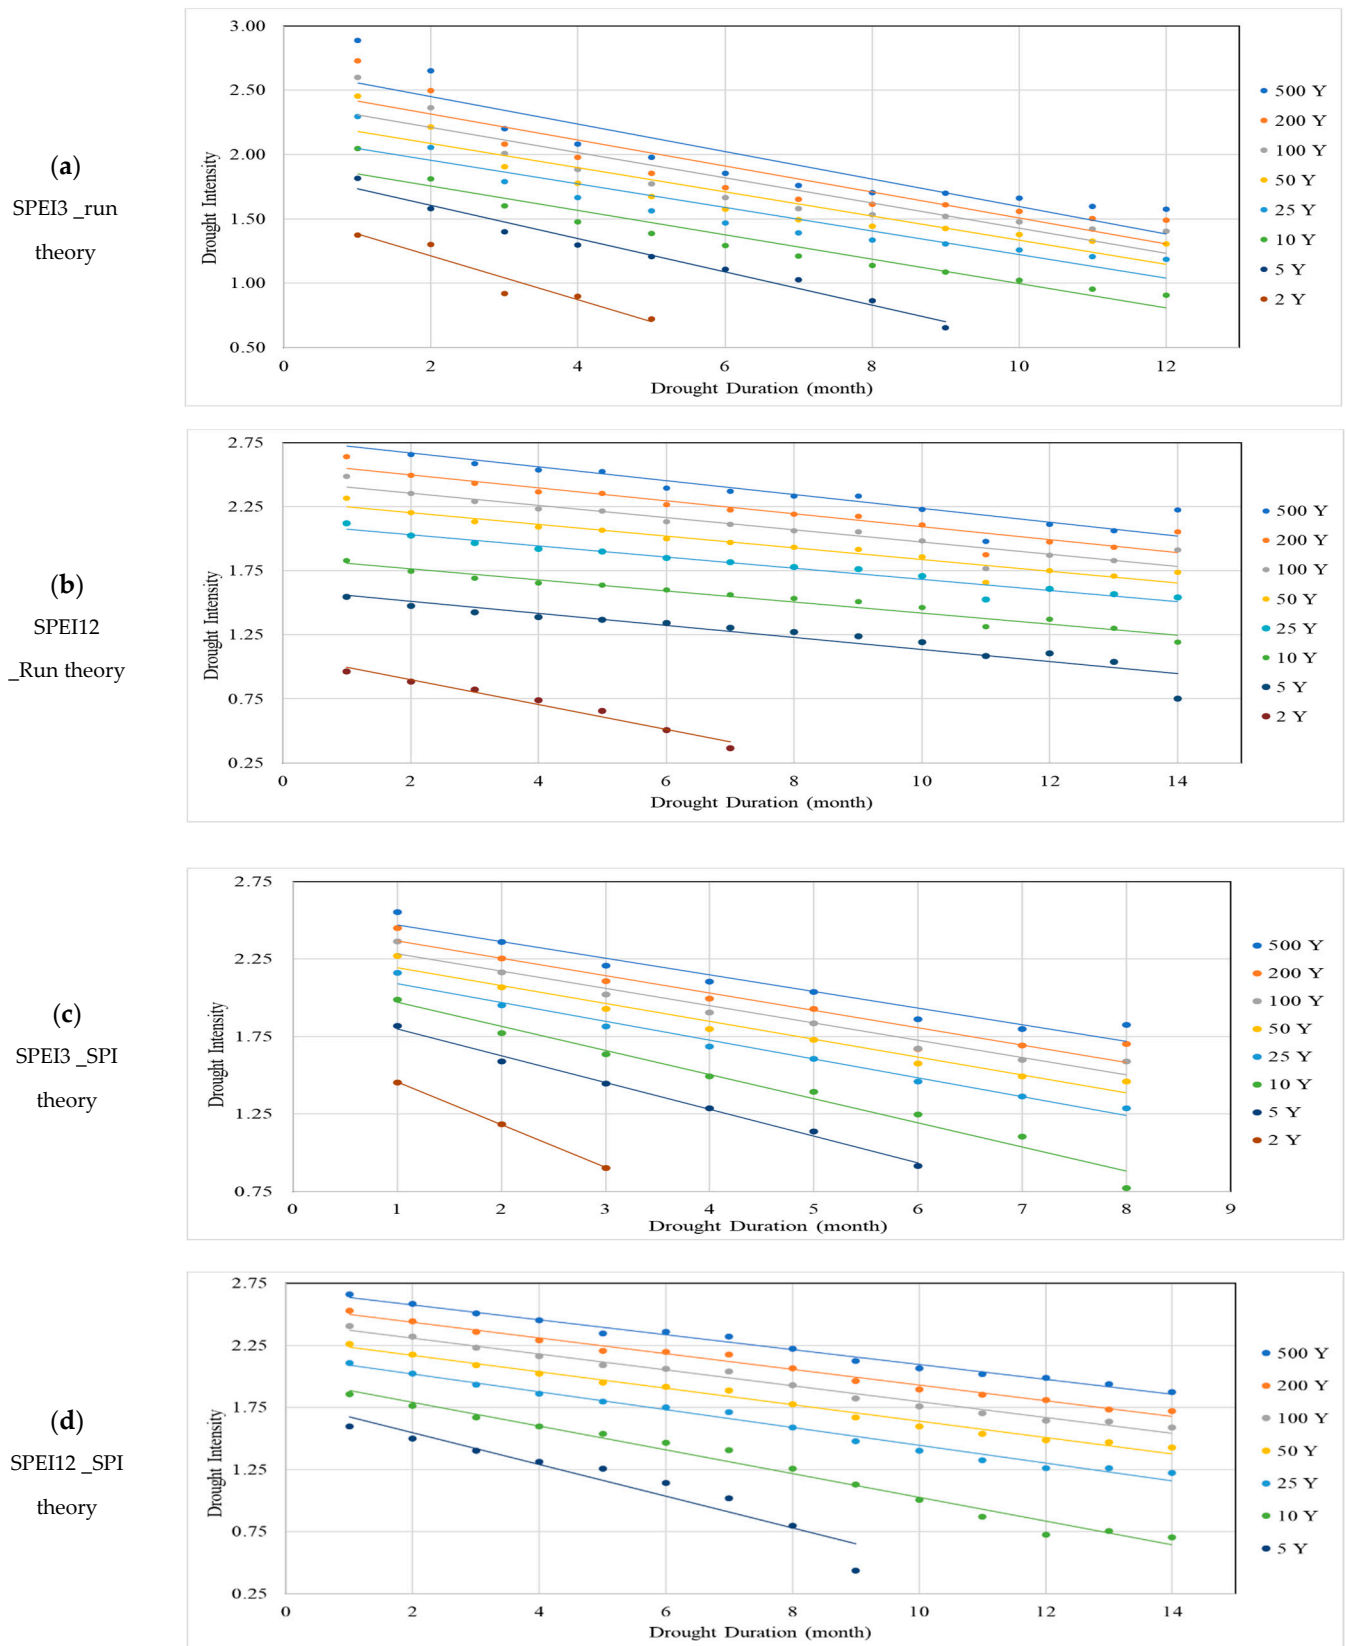 (a)
SPEI3 _run
theory
Drought Intensity
3.00
2.50
2.00
1.50
1.00
0.50
0 2 4 6 8 10 12
Drought Duration (month)
500 Y
200 Y
100 Y
50 Y
25 Y
10 Y
5 Y
2 Y
(b)
SPEI12
_Run theory
Drought Intensity
2.75
2.25
1.75
1.25
0.75
0.25
0 2 4 6 8 10 12 14
Drought Duration (month)
500 Y
200 Y
100 Y
50 Y
25 Y
10 Y
5 Y
2 Y
(c)
SPEI3 _SPI
theory
Drought Intensity
2.75
2.25
1.75
1.25
0.75
0 1 2 3 4 5 6 7 8 9
Drought Duration (month)
500 Y
200 Y
100 Y
50 Y
25 Y
10 Y
5 Y
2 Y
(d)
SPEI12 _SPI
theory
Drought Intensity
2.75
2.25
1.75
1.25
0.75
0.25
0 2 4 6 8 10 12 14
Drought Duration (month)
500 Y
200 Y
100 Y
50 Y
25 Y
10 Y
5 Y